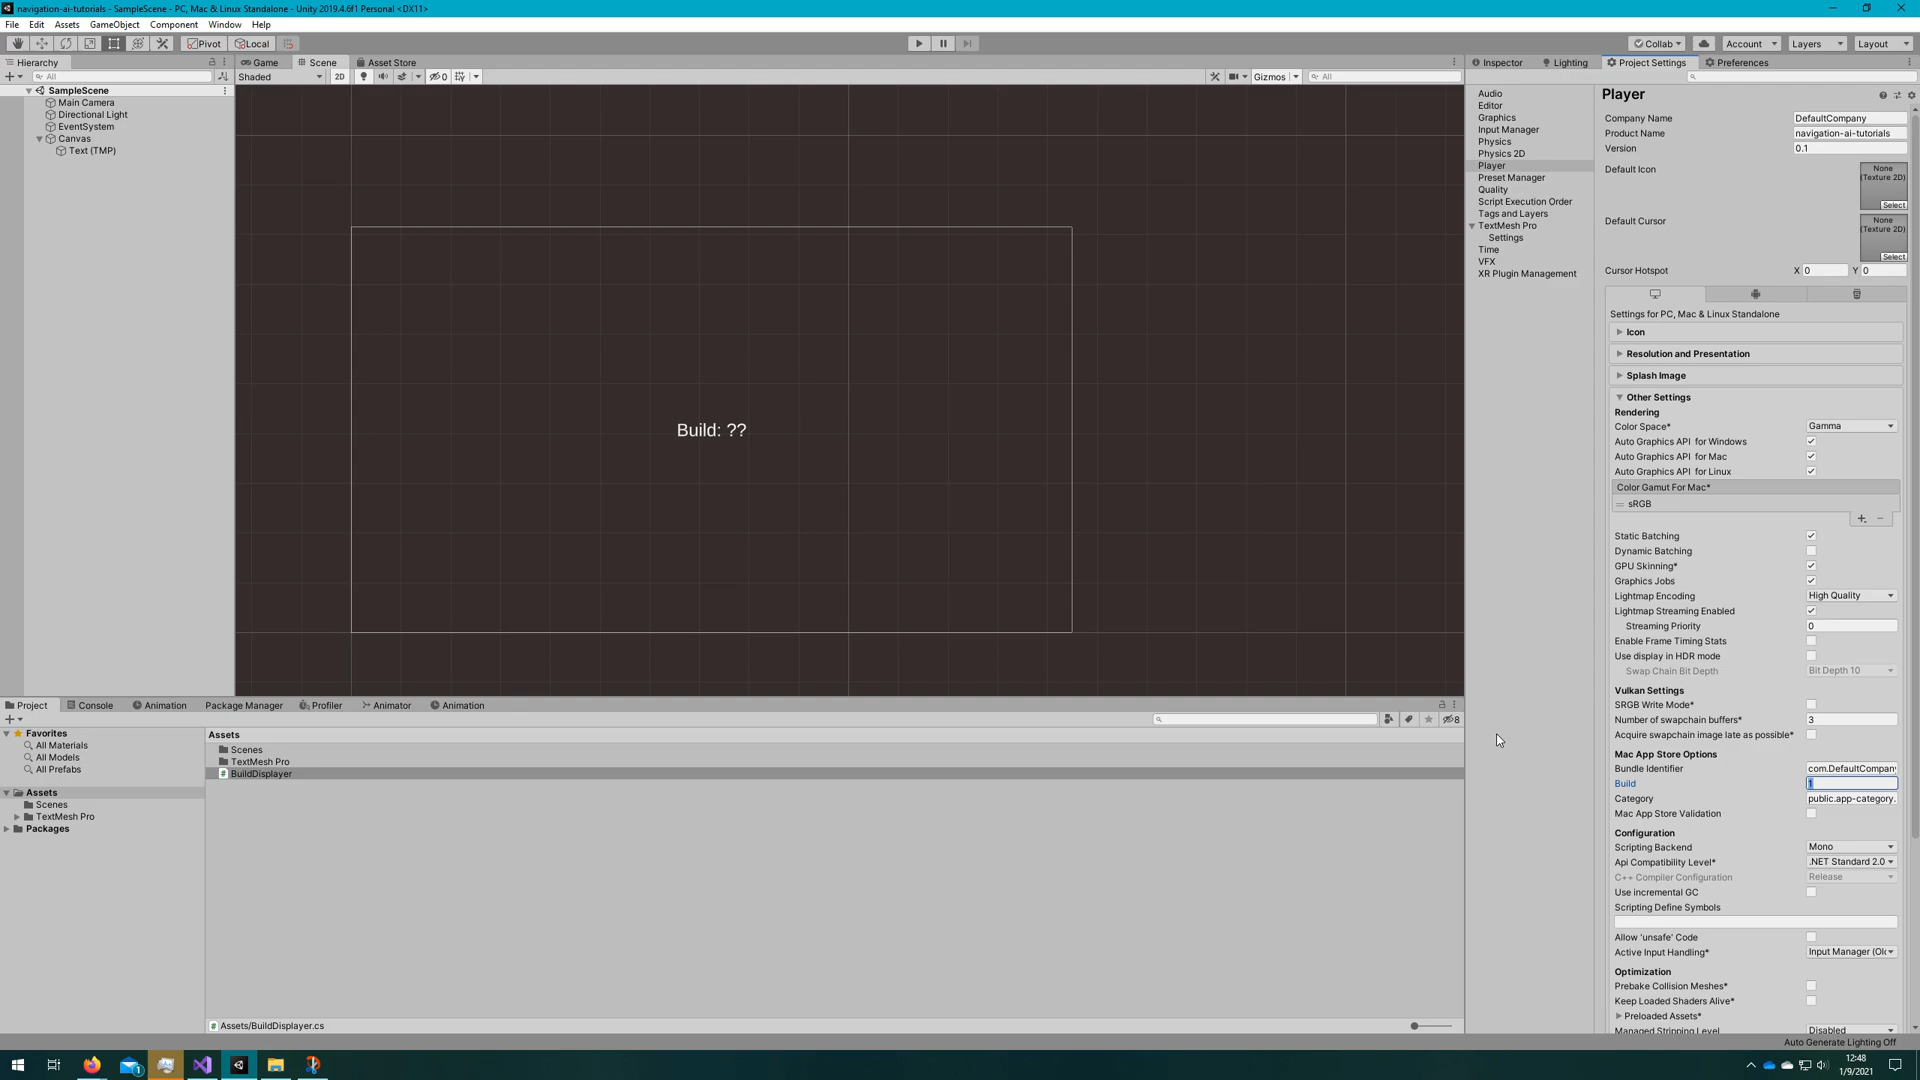 navigation-ai-tutorials - SampleScene - PC, Mac & Linux Standalone - Unity 2019.4.6f1 Personal <DX11>
File Edit Assets GameObject Component Window Help
Pivot Local Collab Account Layers Layout
Hierarchy
All
SampleScene
Main Camera
Directional Light
EventSystem
Canvas
Text (TMP)
Game Scene Asset Store
Shaded 2D 0 Gizmos All
Build: ??
Project Console Animation Package Manager Profiler Animator Animation
8
Favorites
All Materials
All Models
All Prefabs
Assets
Scenes
TextMesh Pro
Packages
Assets
Scenes
TextMesh Pro
BuildDisplayer
Assets/BuildDisplayer.cs
Inspector Lighting Project Settings Preferences
Audio
Editor
Graphics
Input Manager
Physics
Physics 2D
Player
Preset Manager
Quality
Script Execution Order
Tags and Layers
TextMesh Pro
Settings
Time
VFX
XR Plugin Management
Player
Company Name DefaultCompany
Product Name navigation-ai-tutorials
Version 0.1
Default Icon
None
(Texture 2D)
Select
Default Cursor
None
(Texture 2D)
Select
Cursor Hotspot X 0 Y 0
Settings for PC, Mac & Linux Standalone
Icon
Resolution and Presentation
Splash Image
Other Settings
Rendering
Color Space* Gamma
Auto Graphics API for Windows
Auto Graphics API for Mac
Auto Graphics API for Linux
Color Gamut For Mac*
sRGB
Static Batching
Dynamic Batching
GPU Skinning*
Graphics Jobs
Lightmap Encoding High Quality
Lightmap Streaming Enabled
Streaming Priority 0
Enable Frame Timing Stats
Use display in HDR mode
Swap Chain Bit Depth Bit Depth 10
Vulkan Settings
SRGB Write Mode*
Number of swapchain buffers* 3
Acquire swapchain image late as possible*
Mac App Store Options
Bundle Identifier com.DefaultCompany
Build 1
Category public.app-category.
Mac App Store Validation
Configuration
Scripting Backend Mono
Api Compatibility Level* .NET Standard 2.0
C++ Compiler Configuration Release
Use incremental GC
Scripting Define Symbols
Allow 'unsafe' Code
Active Input Handling* Input Manager (Old
Optimization
Prebake Collision Meshes*
Keep Loaded Shaders Alive*
Preloaded Assets*
Managed Stripping Level Disabled
Auto Generate Lighting Off
1
12:48
1/9/2021